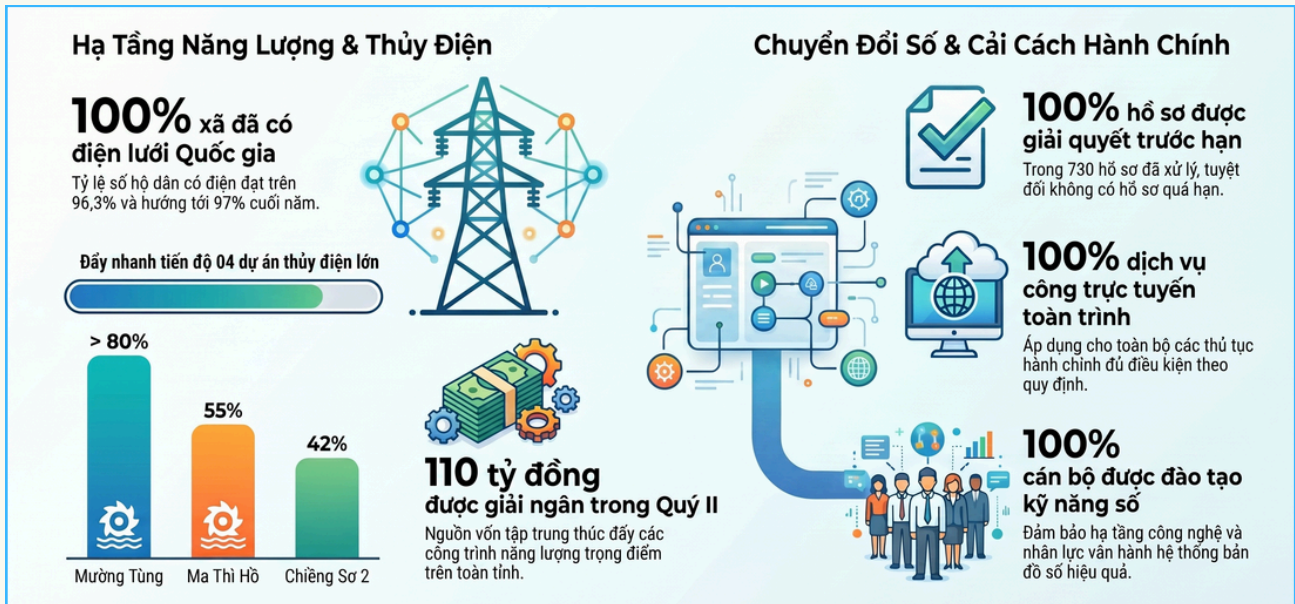 Hạ Tầng Năng Lượng & Thủy Điện
100% xã đã có
điện lưới Quốc gia
Tỷ lệ số hộ dân có điện đạt trên
96,3% và hướng tới 97% cuối năm.
Đẩy nhanh tiến độ 04 dự án thủy điện lớn
> 80%
55%
42%
Mường Tùng
Ma Thì Hồ
Chiềng Sơ 2
110 tỷ đồng
được giải ngân trong Quý II
Nguồn vốn tập trung thúc đẩy các
công trình năng lượng trọng điểm
trên toàn tỉnh.
Chuyển Đổi Số & Cải Cách Hành Chính
100% hồ sơ được
giải quyết trước hạn
Trong 730 hồ sơ đã xử lý, tuyệt
đối không có hồ sơ quá hạn.
100% dịch vụ
công trực tuyến
toàn trình
Áp dụng cho toàn bộ các thủ tục
hành chỉnh đủ điều kiện theo
quy định.
100%
cán bộ được đào tạo
kỹ năng số
Đảm bảo hạ tầng công nghệ và
nhân lực vân hành hệ thống bản
đồ số hiệu quả.